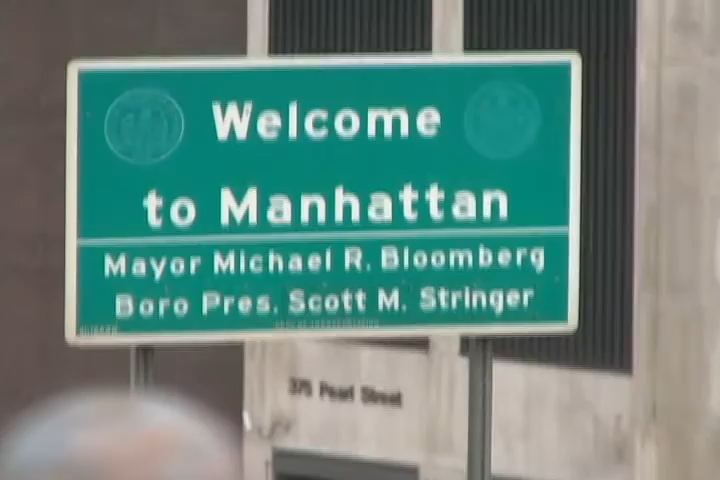 Welcome
to Manhattan
Mayor Michael R. Bloomberg
Boro Pres. Scott M. Stringer
375 Pearl Street